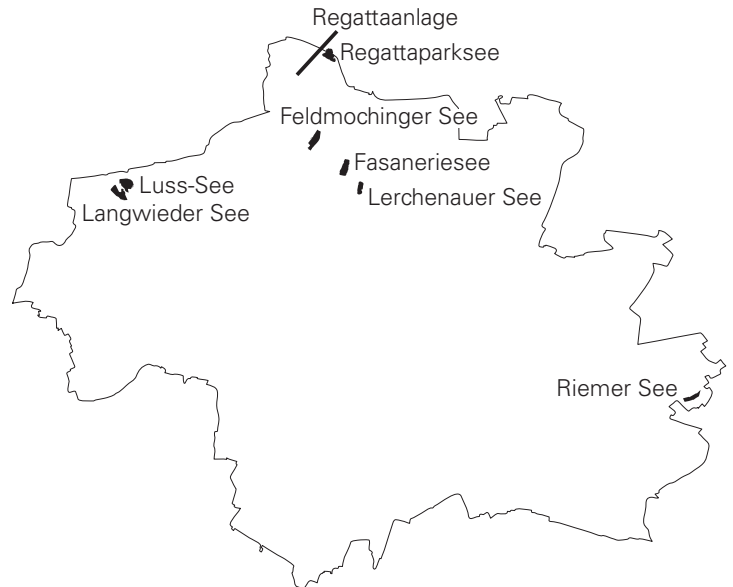 Regattaanlage
Regattaparksee
Feldmochinger See
Fasaneriesee
Luss-See
Lerchenauer See
Langwieder See
Riemer See